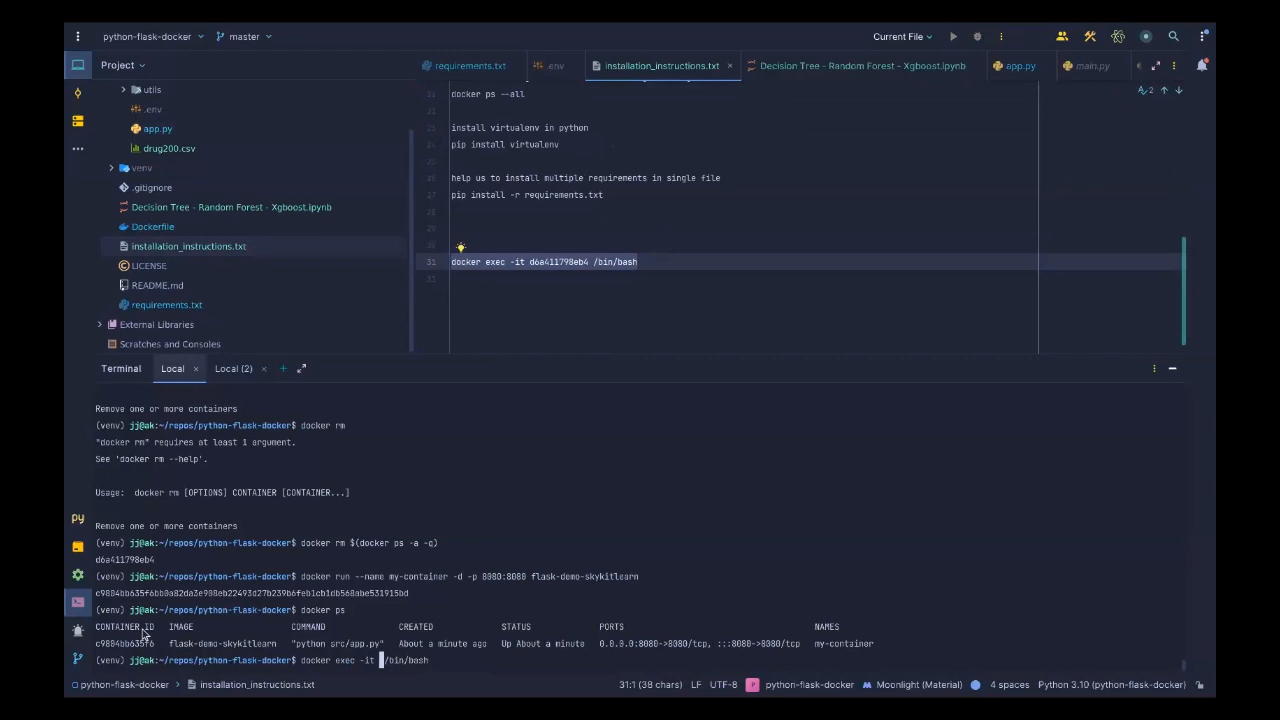 python-flask-docker
master
Current File
Project
requirements.txt
.env
installation_instructions.txt
Decision Tree - Random Forest - Xgboost.ipynb
app.py
main.py
utils
.env
app.py
drug200.csv
venv
.gitignore
Decision Tree - Random Forest - Xgboost.ipynb
Dockerfile
installation_instructions.txt
LICENSE
README.md
requirements.txt
External Libraries
Scratches and Consoles
docker ps --all
install virtualenv in python
24 pip install virtualenv
26 help us to install multiple requirements in single file
27 pip install -r requirements.txt
28
29
30
31 docker exec -it d6a411798eb4 /bin/bash
2
Terminal
Local
Local (2)
Remove one or more containers
(venv) jj@ak:~/repos/python-flask-docker$ docker rm
"docker rm" requires at least 1 argument.
See 'docker rm --help'.
Usage:  docker rm [OPTIONS] CONTAINER [CONTAINER...]
Remove one or more containers
(venv) jj@ak:~/repos/python-flask-docker$ docker rm $(docker ps -a -q)
d6a411798eb4
(venv) jj@ak:~/repos/python-flask-docker$ docker run --name my-container -d -p 8080:8080 flask-demo-skykitlearn
(venv) jj@ak:~/repos/python-flask-docker$ docker ps
CONTAINER ID IMAGE COMMAND CREATED STATUS PORTS NAMES
c9804bb635f6 flask-demo-skykitlearn "python src/app.py" About a minute ago Up About a minute 0.0.0.0:8080->8080/tcp, :::8080->8080/tcp my-container
(venv) jj@ak:~/repos/python-flask-docker$ docker exec -it /bin/bash
python-flask-docker > installation_instructions.txt
31:1 (38 chars) LF UTF-8 python-flask-docker Moonlight (Material) 4 spaces Python 3.10 (python-flask-docker)